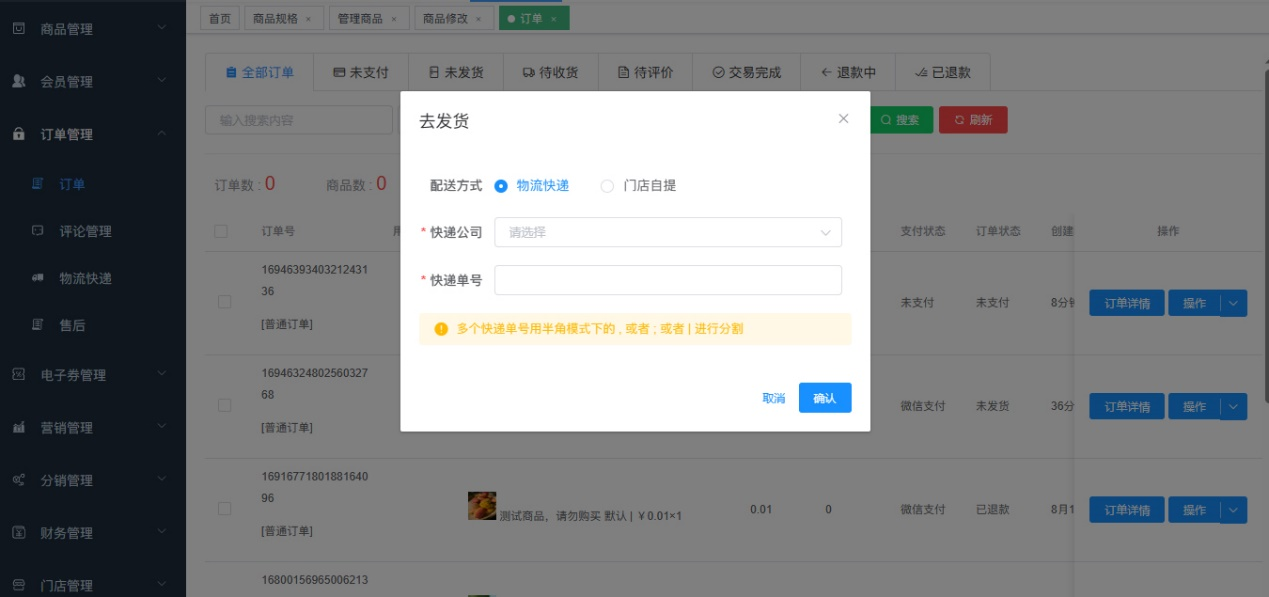 商品管理
会员管理
订单管理
订单
评论管理
物流快递
售后
电子券管理
营销管理
分销管理
财务管理
门店管理
首页 商品规格 × 管理商品 × 商品修改 × 订单 ×
全部订单 未支付 未发货 待收货 待评价 交易完成 退款中 已退款
输入搜索内容 搜索 刷新
订单数 : 0 商品数 : 0
订单号 支付状态 订单状态 创建 操作
去发货
配送方式 物流快递 门店自提
* 快递公司 请选择
* 快递单号
多个快递单号用半角模式下的 , 或者 ; 或者 | 进行分割
取消 确认
16946393403212431
36
[普通订单]
未支付 未支付 8分 订单详情 操作
16946324802560327
68
[普通订单]
微信支付 未发货 36分 订单详情 操作
16916771801881640
96
[普通订单]
测试商品，请勿购买 默认 | ￥0.01×1 0.01 0 微信支付 已退款 8月1 订单详情 操作
16800156965006213